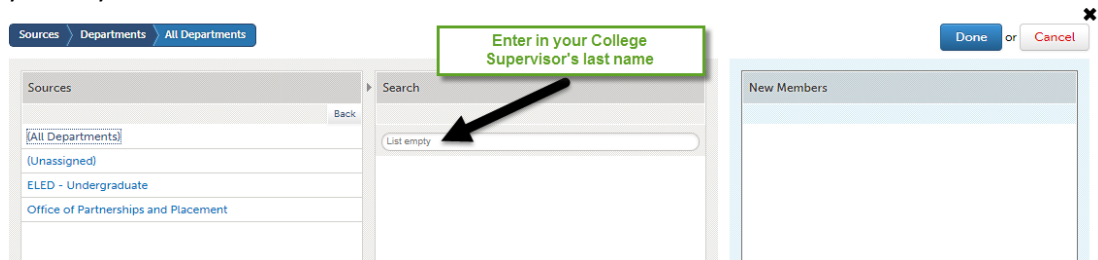 Sources Departments All Departments
Enter in your College
Supervisor's last name
Done or Cancel
Sources
Search
New Members
Back
(All Departments)
List empty
(Unassigned)
ELED - Undergraduate
Office of Partnerships and Placement